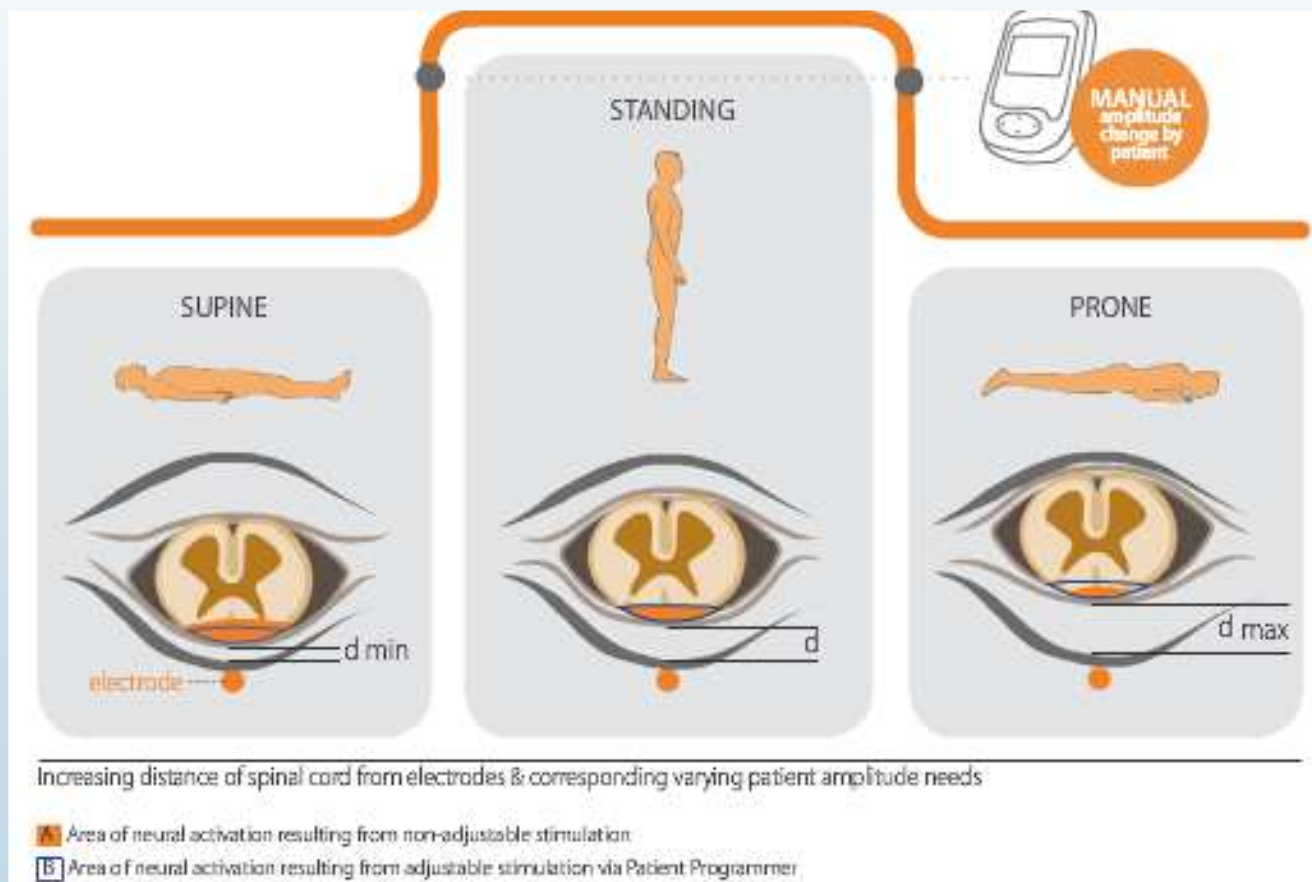 MANUAL
amplitude
change by
patient
STANDING
SUPINE
PRONE
d min
d
d max
electrode
Increasing distance of spinal cord from electrodes & corresponding varying patient amplitude needs
A Area of neural activation resulting from non-adjustable stimulation
B Area of neural activation resulting from adjustable stimulation via Patient Programmer